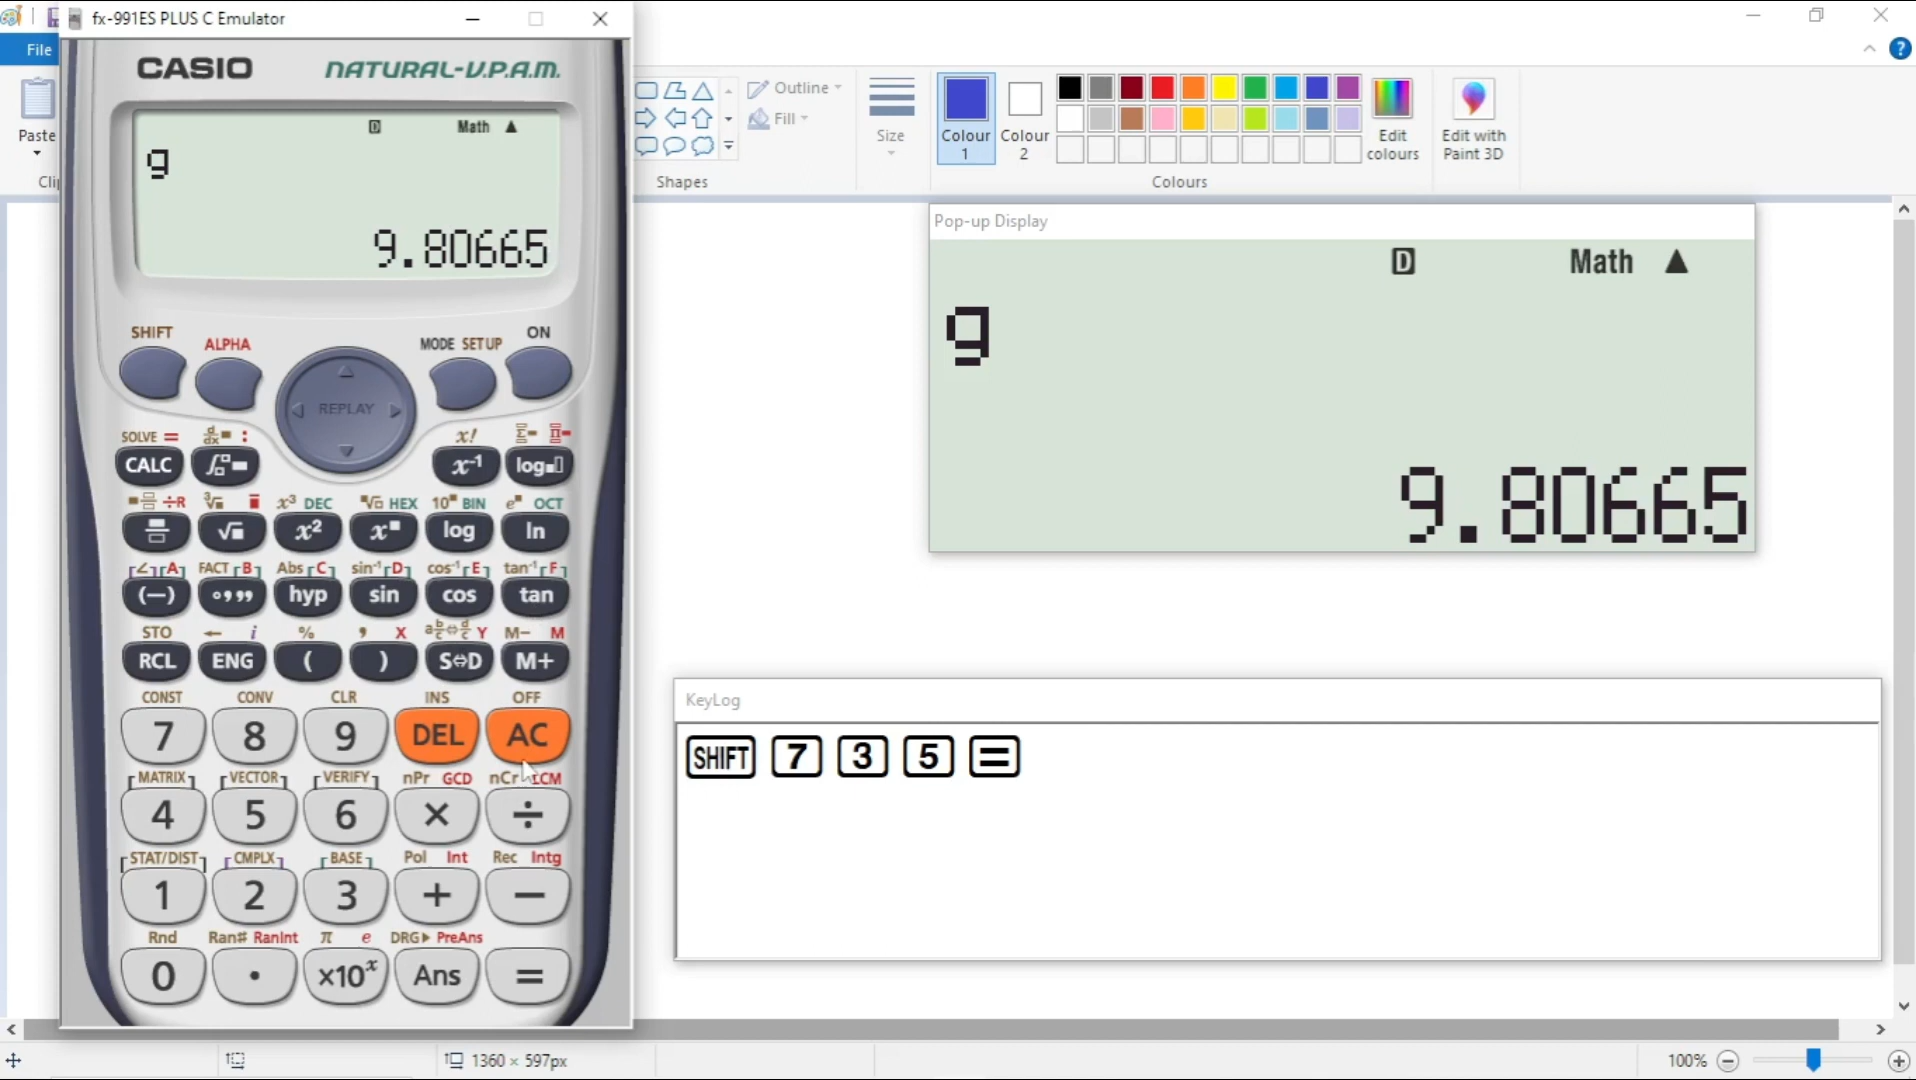 fx-991ES PLUS C Emulator
File
CASIO NATURAL-V.P.A.M.
D Math ▲
g
9.80665
SHIFT ALPHA MODE SETUP ON
REPLAY
SOLVE = d/dx : x! Σ Π
CALC ∫ x⁻¹ log
÷R x³ DEC HEX 10 BIN e OCT
√ x² x log ln
∠ A FACT B Abs C sin⁻¹ D cos⁻¹ E tan⁻¹ F
(−) hyp sin cos tan
STO ← i % , X a b/c⇔d/c Y M− M
RCL ENG ( ) S⇔D M+
CONST CONV CLR INS OFF
7 8 9 DEL AC
MATRIX VECTOR VERIFY nPr GCD nCr LCM
4 5 6 × ÷
STAT/DIST CMPLX BASE Pol Int Rec Intg
1 2 3 + −
Rnd Ran# RanInt π e DRG▶ PreAns
0 . ×10ˣ Ans =
Paste
Outline
Fill
Shapes
Size
Colour 1
Colour 2
Edit colours
Edit with Paint 3D
Colours
Pop-up Display
D Math ▲
g
9.80665
KeyLog
SHIFT 7 3 5 =
1360 × 597px
100%